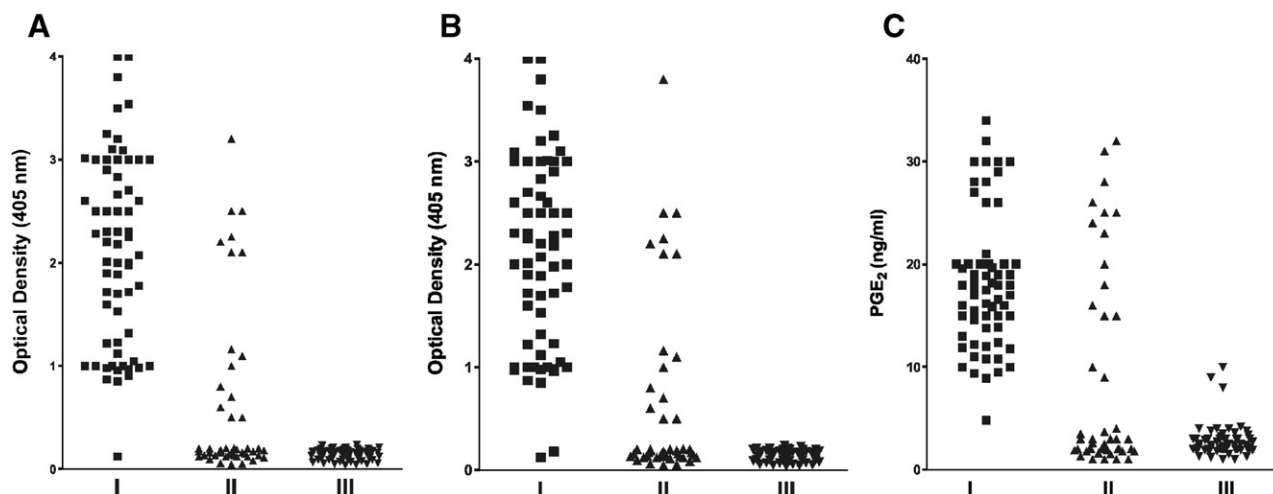 A
B
C
Optical Density (405 nm)
4
3
2
1
0
I
II
III
Optical Density (405 nm)
4
3
2
1
0
I
II
III
PGE₂ (ng/ml)
40
30
20
10
0
I
II
III